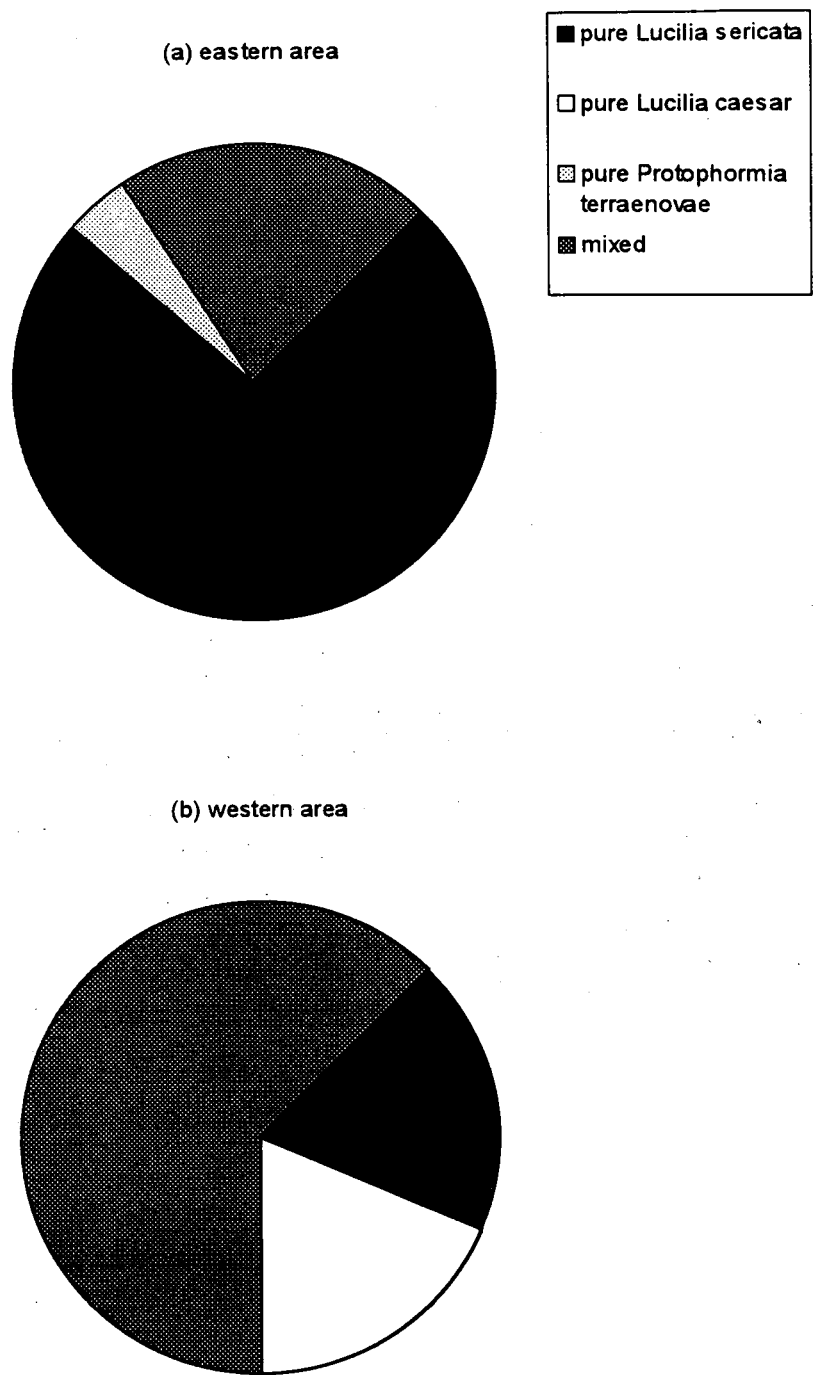 (a) eastern area
pure Lucilia sericata
pure Lucilia caesar
pure Protophormia
terraenovae
mixed
(b) western area